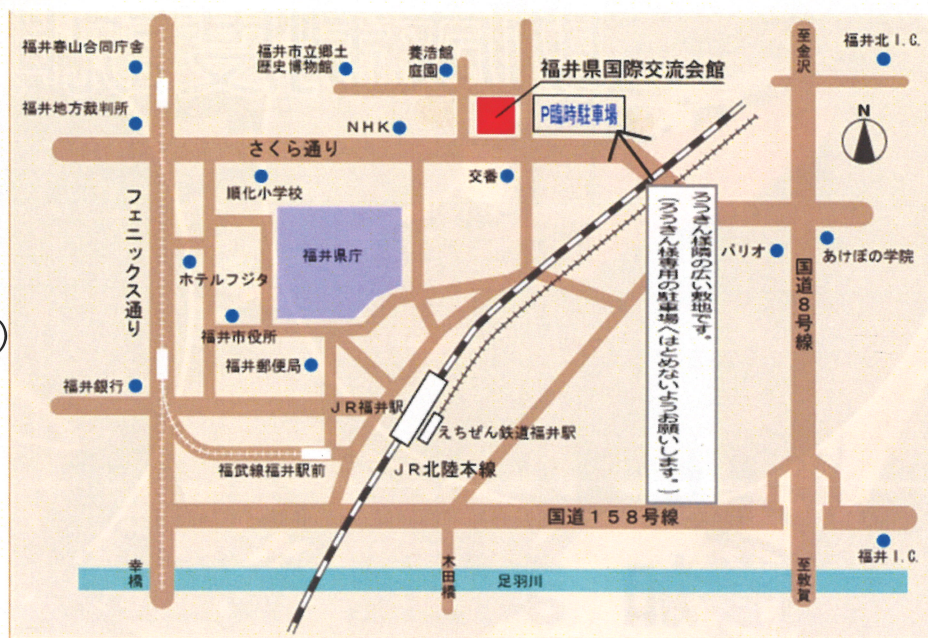 福井春山合同庁舎
福井市立郷土
歴史博物館
養浩館
庭園
福井県国際交流会館
至金沢
福井北I.C.
福井地方裁判所
NHK
P臨時駐車場
N
さくら通り
順化小学校
交番
フェニックス通り
福井県庁
ろうきん様隣の広い敷地です。
(ろうきん様専用の駐車場へはとめないようお願いします。)
パリオ
あけぼの学院
国道8号線
ホテルフジタ
福井市役所
福井郵便局
福井銀行
JR福井駅
えちぜん鉄道福井駅
福武線福井駅前
JR北陸本線
国道158号線
福井I.C.
幸橋
木田橋
足羽川
至敦賀